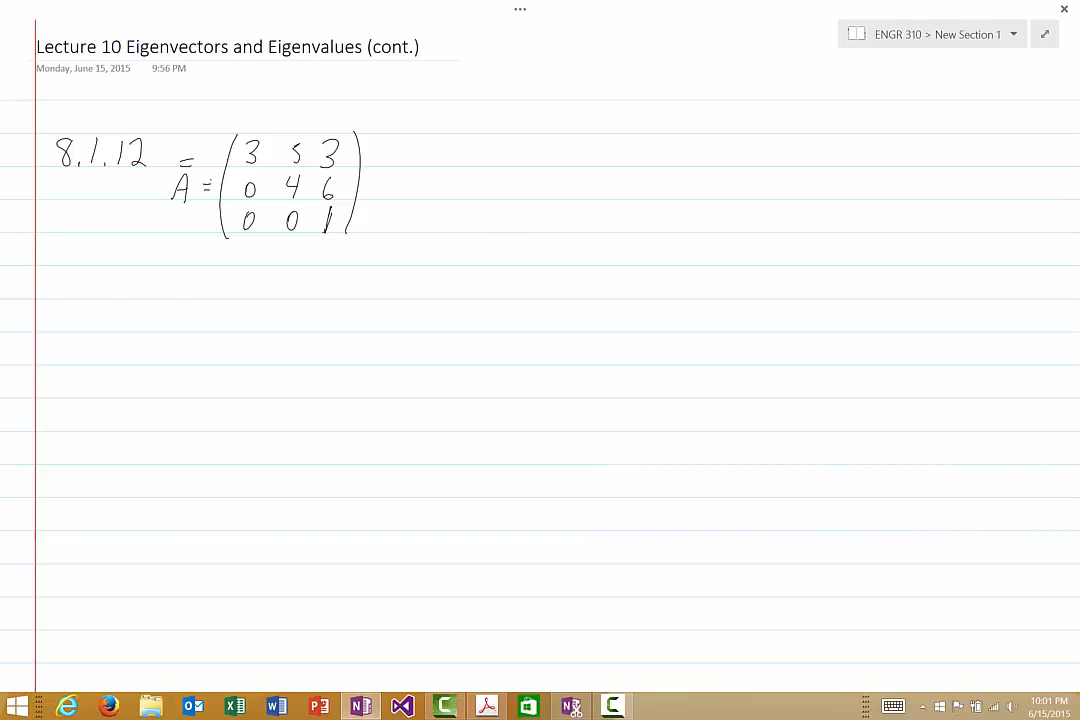 ...
ENGR 310 > New Section 1
Lecture 10 Eigenvectors and Eigenvalues (cont.)
Monday, June 15, 2015 9:56 PM
8.1.12
A = ( 3 5 3
0 4 6
0 0 1 )
10:01 PM
6/15/2015